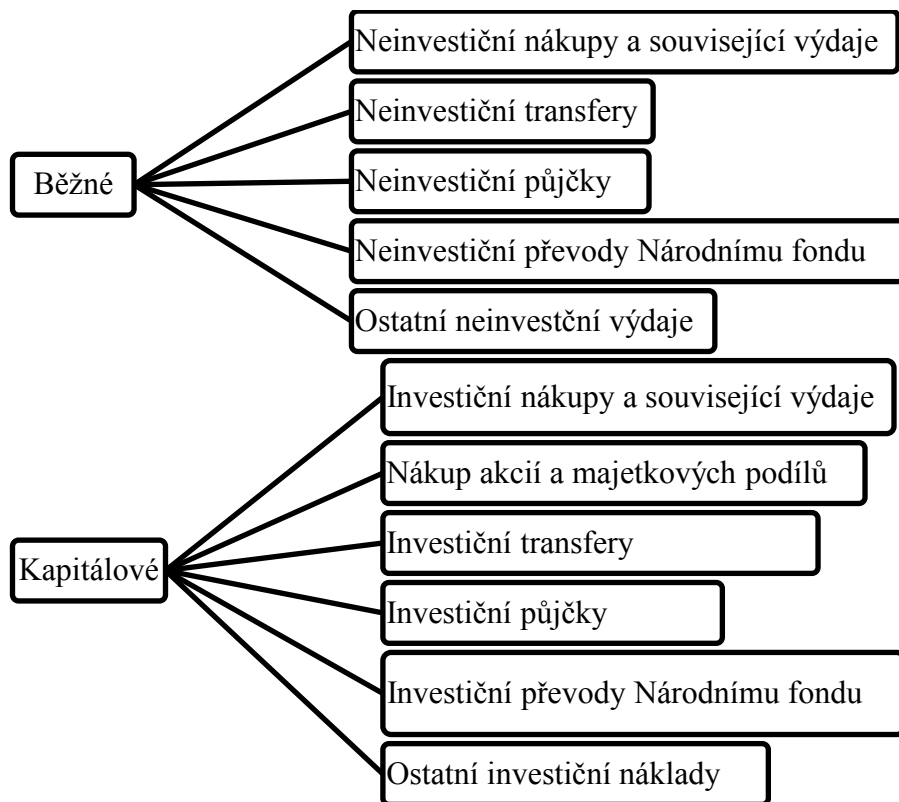 Běžné
Neinvestiční nákupy a související výdaje
Neinvestiční transfery
Neinvestiční půjčky
Neinvestiční převody Národnímu fondu
Ostatní neinvestční výdaje
Kapitálové
Investiční nákupy a související výdaje
Nákup akcií a majetkových podílů
Investiční transfery
Investiční půjčky
Investiční převody Národnímu fondu
Ostatní investiční náklady